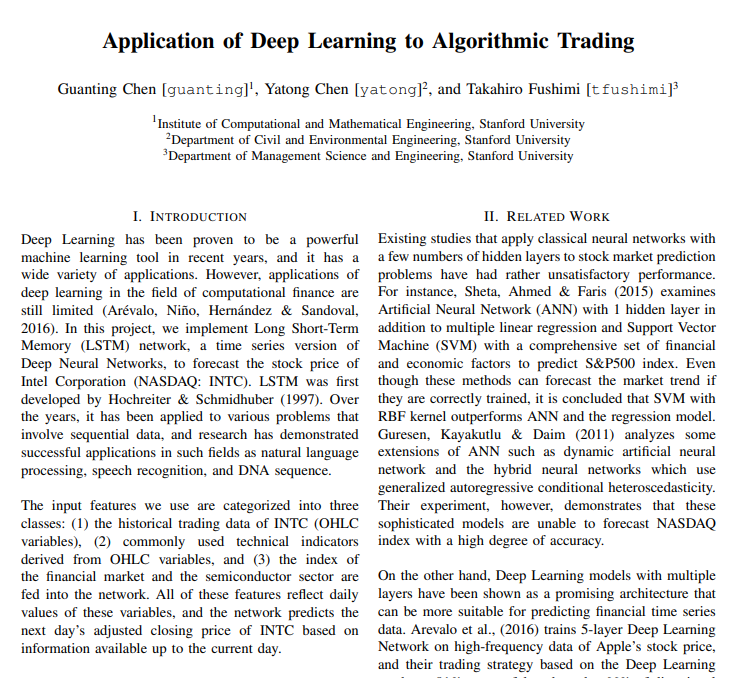 Application of Deep Learning to Algorithmic Trading
Guanting Chen [guanting]1, Yatong Chen [yatong]2, and Takahiro Fushimi [tfushimi]3
1Institute of Computational and Mathematical Engineering, Stanford University
2Department of Civil and Environmental Engineering, Stanford University
3Department of Management Science and Engineering, Stanford University
I. INTRODUCTION
Deep Learning has been proven to be a powerful
machine learning tool in recent years, and it has a
wide variety of applications. However, applications of
deep learning in the field of computational finance are
still limited (Arévalo, Niño, Hernández & Sandoval,
2016). In this project, we implement Long Short-Term
Memory (LSTM) network, a time series version of
Deep Neural Networks, to forecast the stock price of
Intel Corporation (NASDAQ: INTC). LSTM was first
developed by Hochreiter & Schmidhuber (1997). Over
the years, it has been applied to various problems that
involve sequential data, and research has demonstrated
successful applications in such fields as natural language
processing, speech recognition, and DNA sequence.
The input features we use are categorized into three
classes: (1) the historical trading data of INTC (OHLC
variables), (2) commonly used technical indicators
derived from OHLC variables, and (3) the index of
the financial market and the semiconductor sector are
fed into the network. All of these features reflect daily
values of these variables, and the network predicts the
next day's adjusted closing price of INTC based on
information available up to the current day.
II. RELATED WORK
Existing studies that apply classical neural networks with
a few numbers of hidden layers to stock market prediction
problems have had rather unsatisfactory performance.
For instance, Sheta, Ahmed & Faris (2015) examines
Artificial Neural Network (ANN) with 1 hidden layer in
addition to multiple linear regression and Support Vector
Machine (SVM) with a comprehensive set of financial
and economic factors to predict S&P500 index. Even
though these methods can forecast the market trend if
they are correctly trained, it is concluded that SVM with
RBF kernel outperforms ANN and the regression model.
Guresen, Kayakutlu & Daim (2011) analyzes some
extensions of ANN such as dynamic artificial neural
network and the hybrid neural networks which use
generalized autoregressive conditional heteroscedasticity.
Their experiment, however, demonstrates that these
sophisticated models are unable to forecast NASDAQ
index with a high degree of accuracy.
On the other hand, Deep Learning models with multiple
layers have been shown as a promising architecture that
can be more suitable for predicting financial time series
data. Arevalo et al., (2016) trains 5-layer Deep Learning
Network on high-frequency data of Apple's stock price,
and their trading strategy based on the Deep Learning